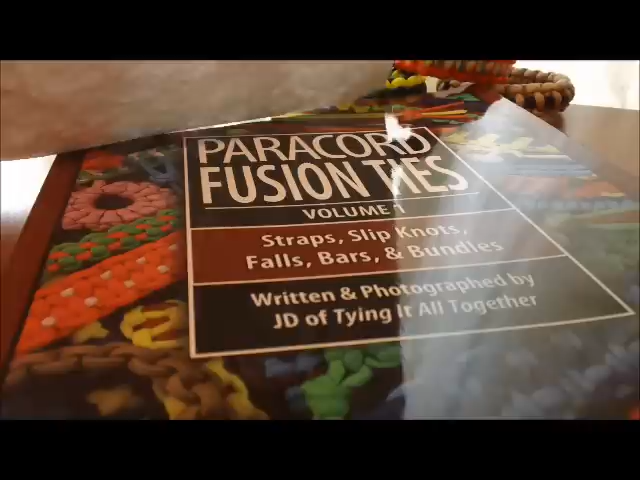 PARACORD
FUSION TIES
VOLUME 1
Straps, Slip Knots,
Falls, Bars, & Bundles
Written & Photographed by
JD of Tying It All Together